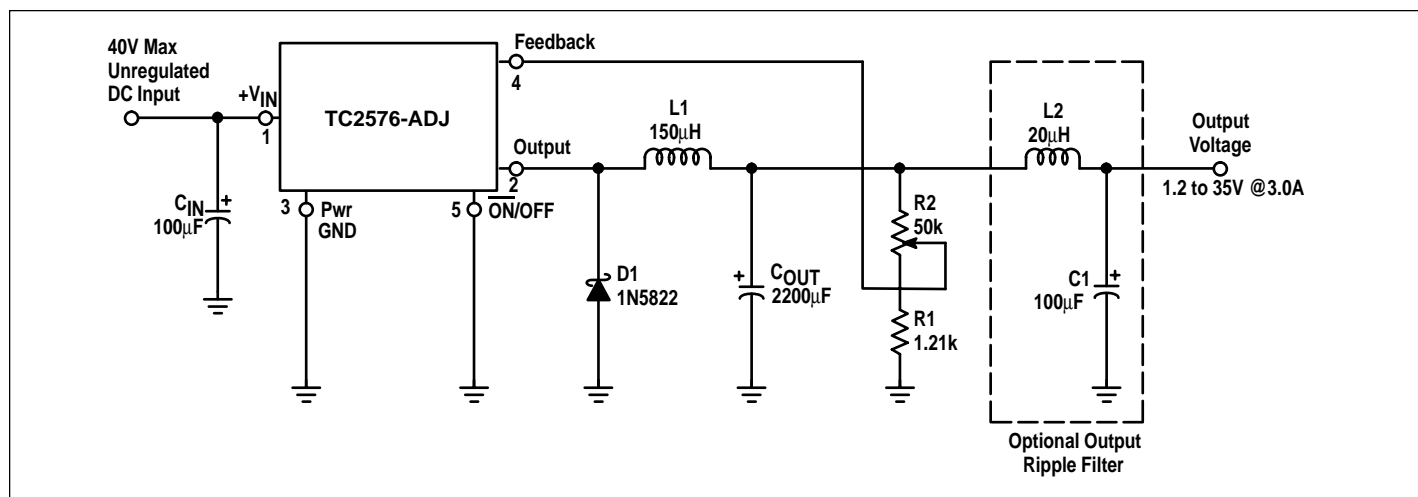 40V Max
Unregulated
DC Input
+VIN
1
TC2576-ADJ
Feedback
4
Output
2
3
Pwr
GND
5
ON/OFF
CIN
100µF
D1
1N5822
L1
150µH
COUT
2200µF
R2
50k
R1
1.21k
L2
20µH
C1
100µF
Output
Voltage
1.2 to 35V @3.0A
Optional Output
Ripple Filter